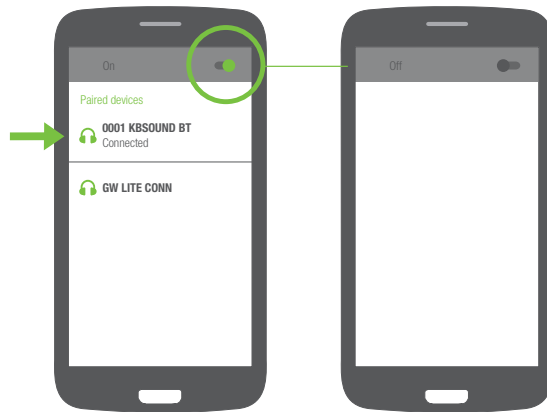 On
Paired devices
0001 KBSOUND BT
Connected
GW LITE CONN
Off